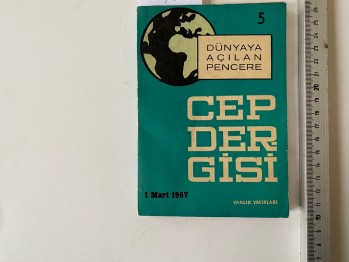 5
DÜNYAYA
AÇILAN
PENCERE
CEP
DER
GİSİ
1 Mart 1967
VARLIK YAYINLARI